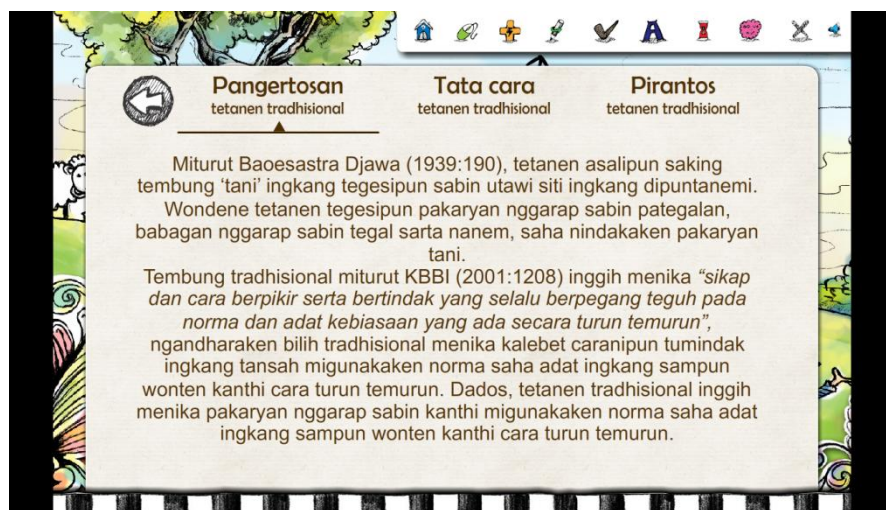 Pangertosan
tetanen tradhisional
Tata cara
tetanen tradhisional
Pirantos
tetanen tradhisional
Miturut Baoesastra Djawa (1939:190), tetanen asalipun saking
tembung ‘tani’ ingkang tegesipun sabin utawi siti ingkang dipuntanemi.
Wondene tetanen tegesipun pakaryan nggarap sabin pategalan,
babagan nggarap sabin tegal sarta nanem, saha nindakaken pakaryan
tani.
Tembung tradhisional miturut KBBI (2001:1208) inggih menika “sikap
dan cara berpikir serta bertindak yang selalu berpegang teguh pada
norma dan adat kebiasaan yang ada secara turun temurun”,
ngandharaken bilih tradhisional menika kalebet caranipun tumindak
ingkang tansah migunakaken norma saha adat ingkang sampun
wonten kanthi cara turun temurun. Dados, tetanen tradhisional inggih
menika pakaryan nggarap sabin kanthi migunakaken norma saha adat
ingkang sampun wonten kanthi cara turun temurun.